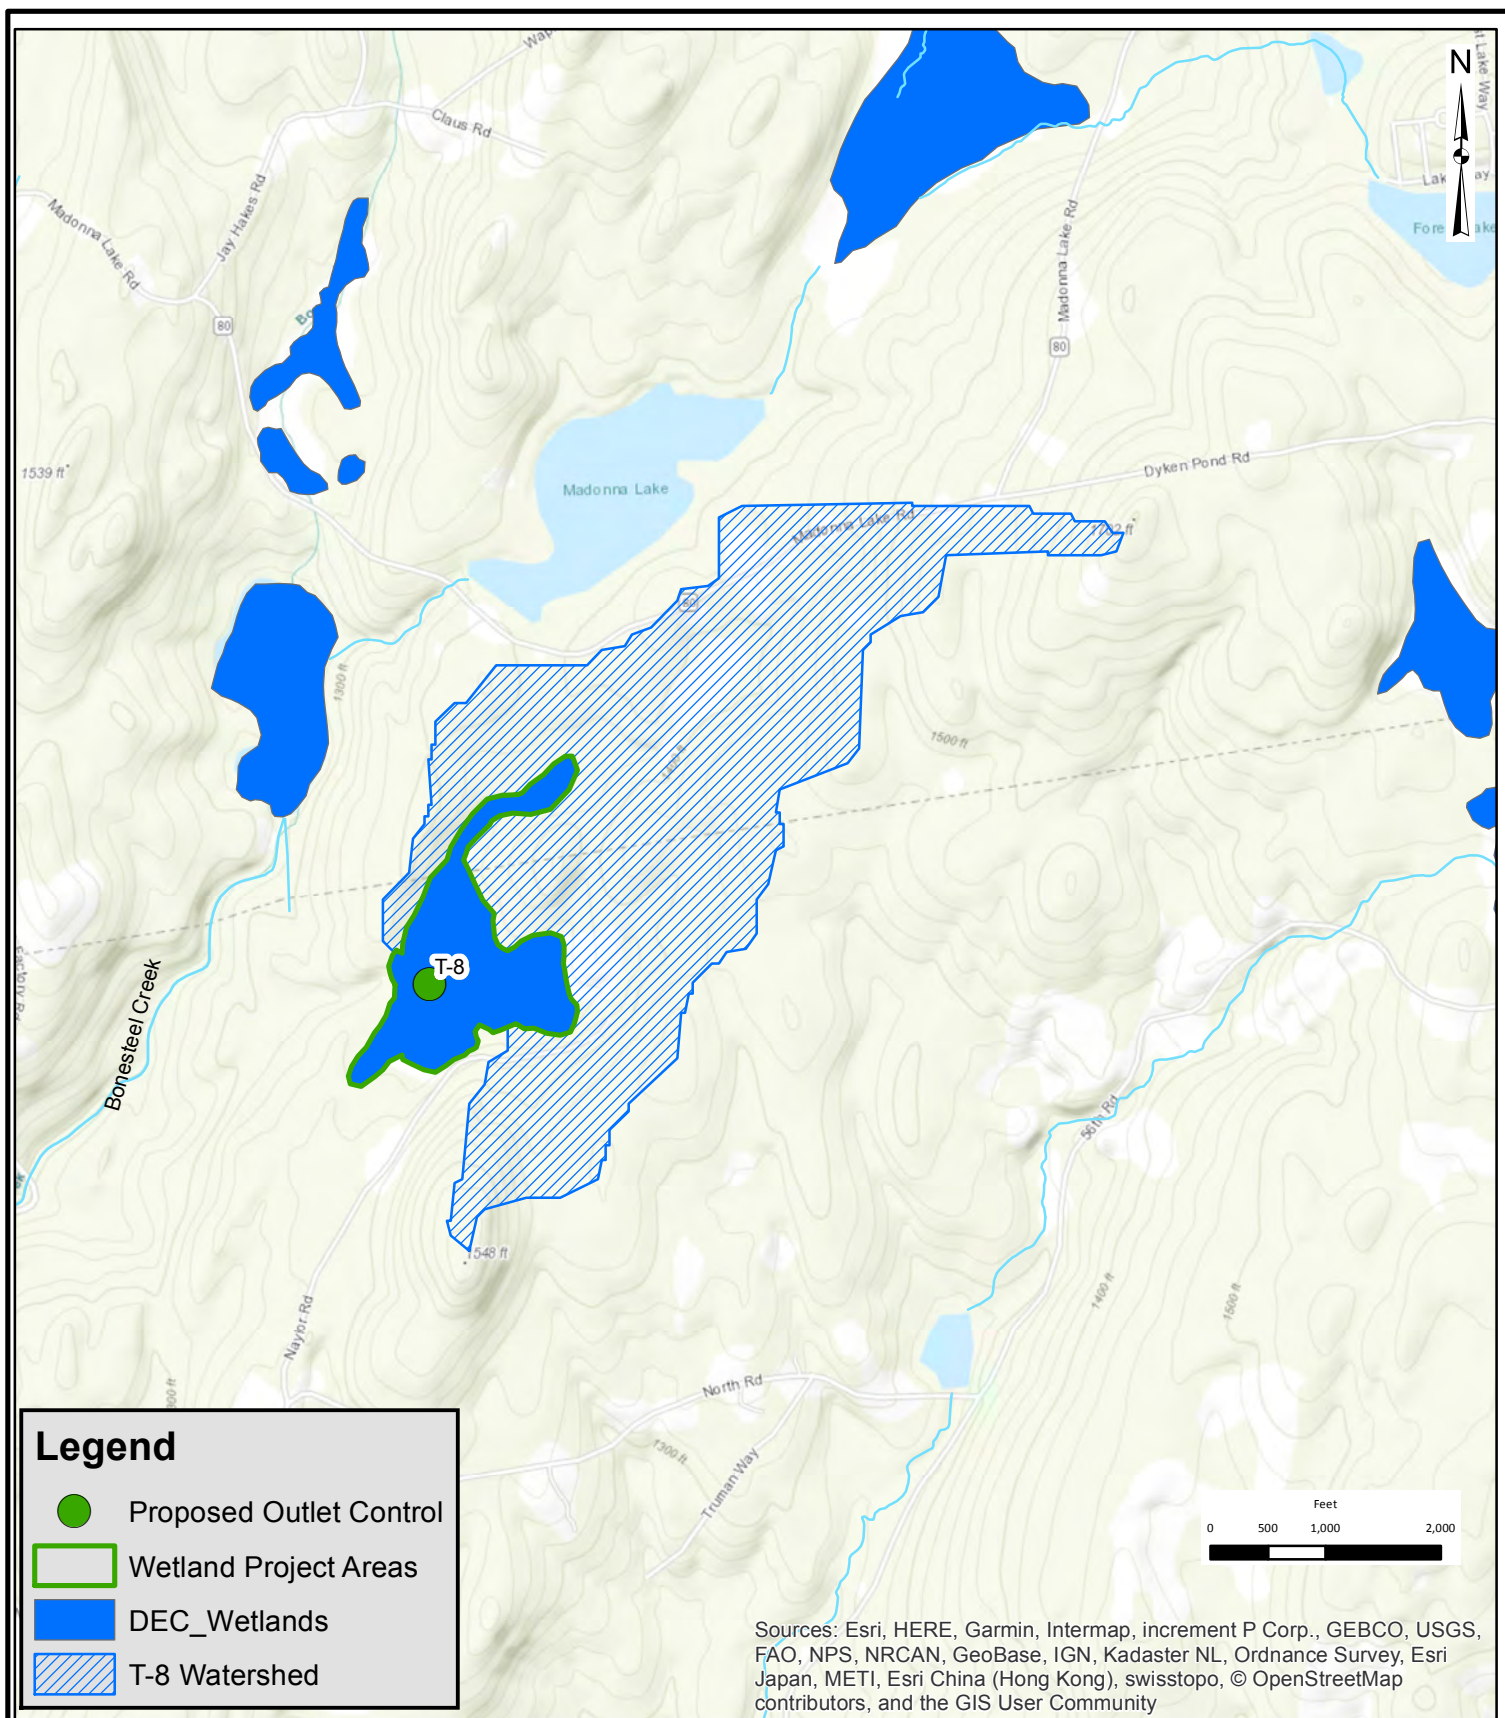 N
Claus Rd
Jay Hakes Rd
Madonna Lake Rd
80
Madonna Lake Rd
80
1539 ft
Madonna Lake
Dyken Pond Rd
Madonna Lake Rd
80
1300 ft
1500 ft
T-8
Factory Rd
Bonesteel Creek
56th Rd
1548 ft
1400 ft
1500 ft
Naylor Rd
North Rd
1300 ft
Truman Way
Legend
Proposed Outlet Control
Wetland Project Areas
DEC_Wetlands
T-8 Watershed
Feet
0 500 1,000 2,000
Sources: Esri, HERE, Garmin, Intermap, increment P Corp., GEBCO, USGS,
FAO, NPS, NRCAN, GeoBase, IGN, Kadaster NL, Ordnance Survey, Esri
Japan, METI, Esri China (Hong Kong), swisstopo, © OpenStreetMap
contributors, and the GIS User Community